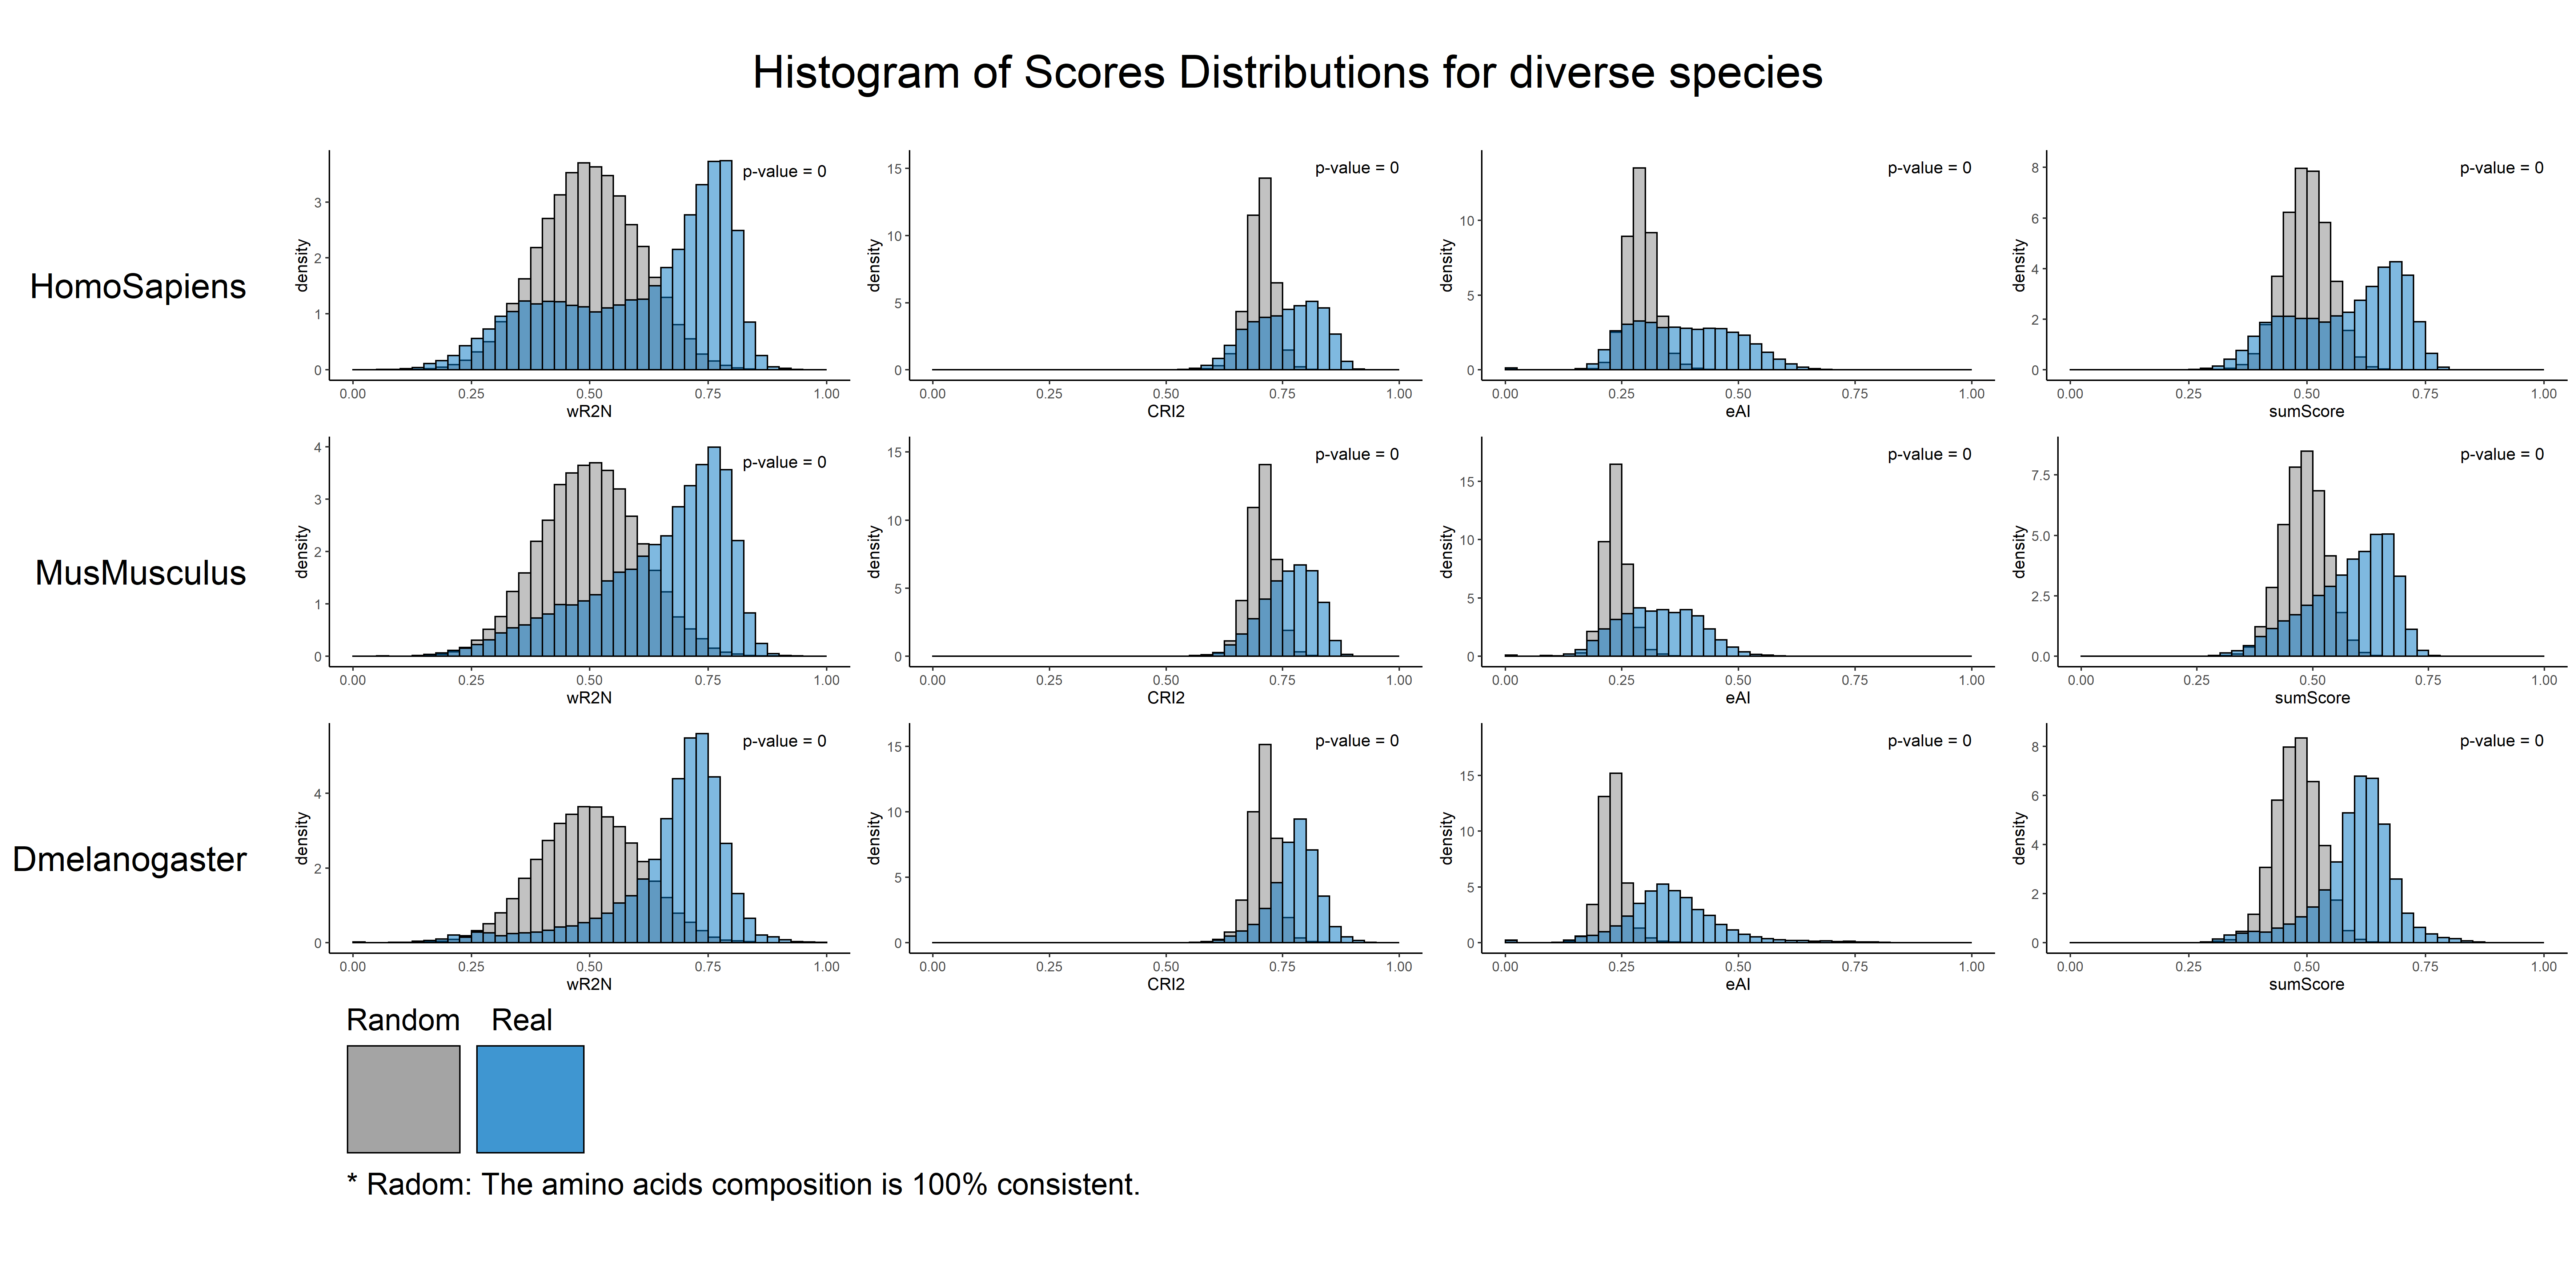 Histogram of Scores Distributions for diverse species
HomoSapiens
density
0
1
2
3
p-value = 0
0.00 0.25 0.50 0.75 1.00
wR2N
density
0
5
10
15
p-value = 0
0.00 0.25 0.50 0.75 1.00
CRI2
density
0
5
10
p-value = 0
0.00 0.25 0.50 0.75 1.00
eAI
density
0
2
4
6
8
p-value = 0
0.00 0.25 0.50 0.75 1.00
sumScore
MusMusculus
density
0
1
2
3
4
p-value = 0
0.00 0.25 0.50 0.75 1.00
wR2N
density
0
5
10
15
p-value = 0
0.00 0.25 0.50 0.75 1.00
CRI2
density
0
5
10
15
p-value = 0
0.00 0.25 0.50 0.75 1.00
eAI
density
0.0
2.5
5.0
7.5
p-value = 0
0.00 0.25 0.50 0.75 1.00
sumScore
Dmelanogaster
density
0
2
4
p-value = 0
0.00 0.25 0.50 0.75 1.00
wR2N
density
0
5
10
15
p-value = 0
0.00 0.25 0.50 0.75 1.00
CRI2
density
0
5
10
15
p-value = 0
0.00 0.25 0.50 0.75 1.00
eAI
density
0
2
4
6
8
p-value = 0
0.00 0.25 0.50 0.75 1.00
sumScore
Random Real
* Radom: The amino acids composition is 100% consistent.